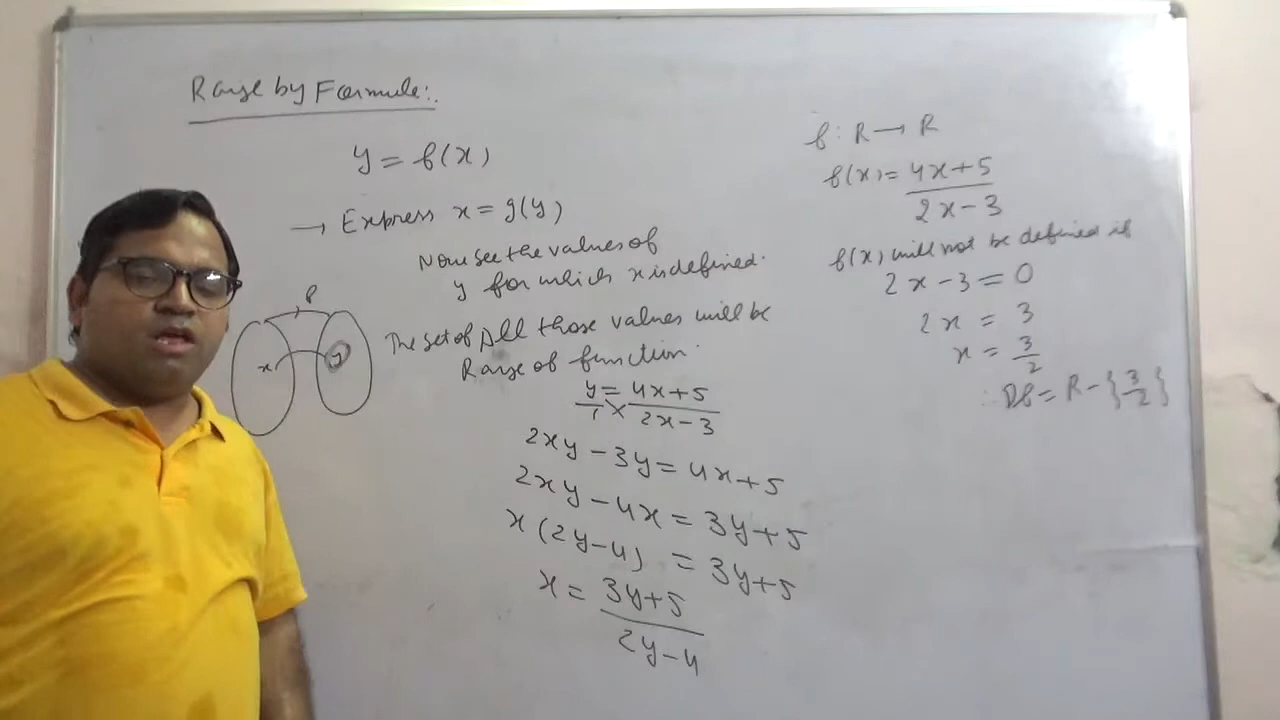 Range by Formule:.
y = f(x)
→ Express x = g(y)
Now see the values of
y for which x is defined.
The set of All those values will be
Range of function.
f
x y
y/1 = 4x+5/2x-3
2xy - 3y = 4x+5
2xy - 4x = 3y+5
x(2y-4) = 3y+5
x = 3y+5/2y-4
f: R → R
f(x) = 4x+5/2x-3
f(x) will not be defined if
2x-3 = 0
2x = 3
x = 3/2
∴ Df = R - {3/2}